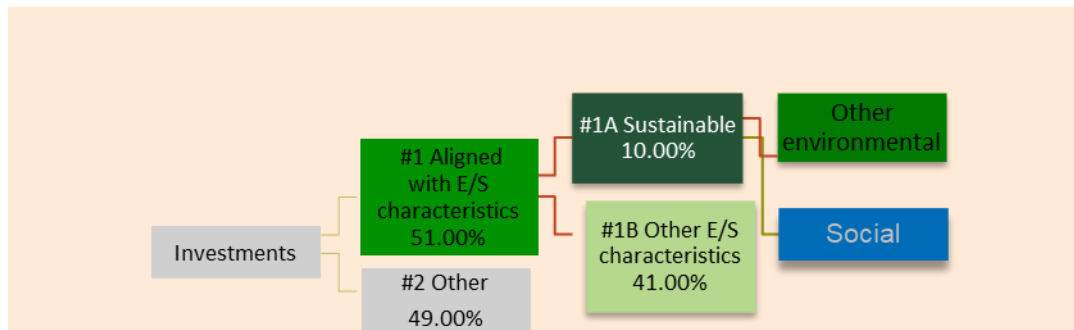 Investments
#1 Aligned
with E/S
characteristics
51.00%
#2 Other
49.00%
#1A Sustainable
10.00%
#1B Other E/S
characteristics
41.00%
Other
environmental
Social